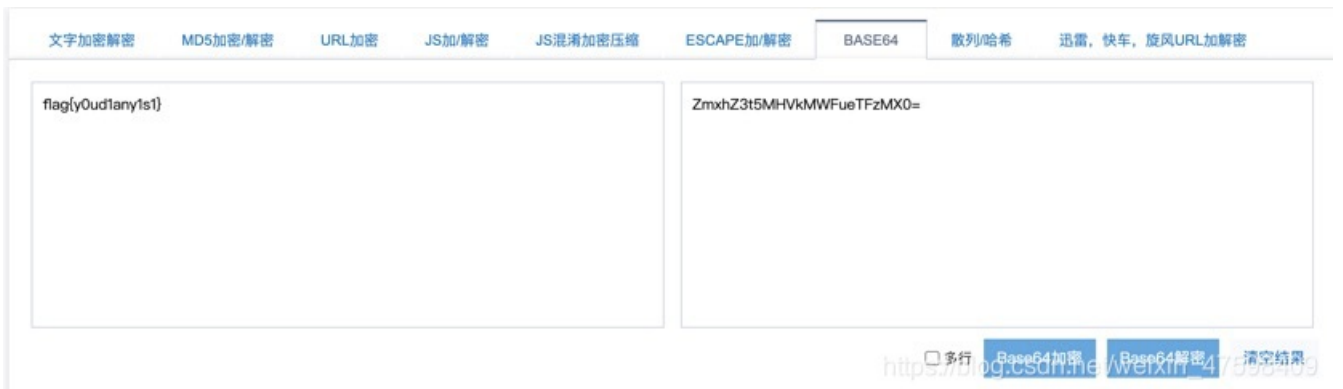 文字加密解密 MD5加密/解密 URL加密 JS加/解密 JS混淆加密压缩 ESCAPE加/解密 BASE64 散列/哈希 迅雷，快车，旋风URL加解密
flag{y0ud1any1s1} ZmxhZ3t5MHVkMWFueTFzMX0=
多行 Base64加密 Base64解密 清空结果
https://blog.csdn.net/weixin_47598409